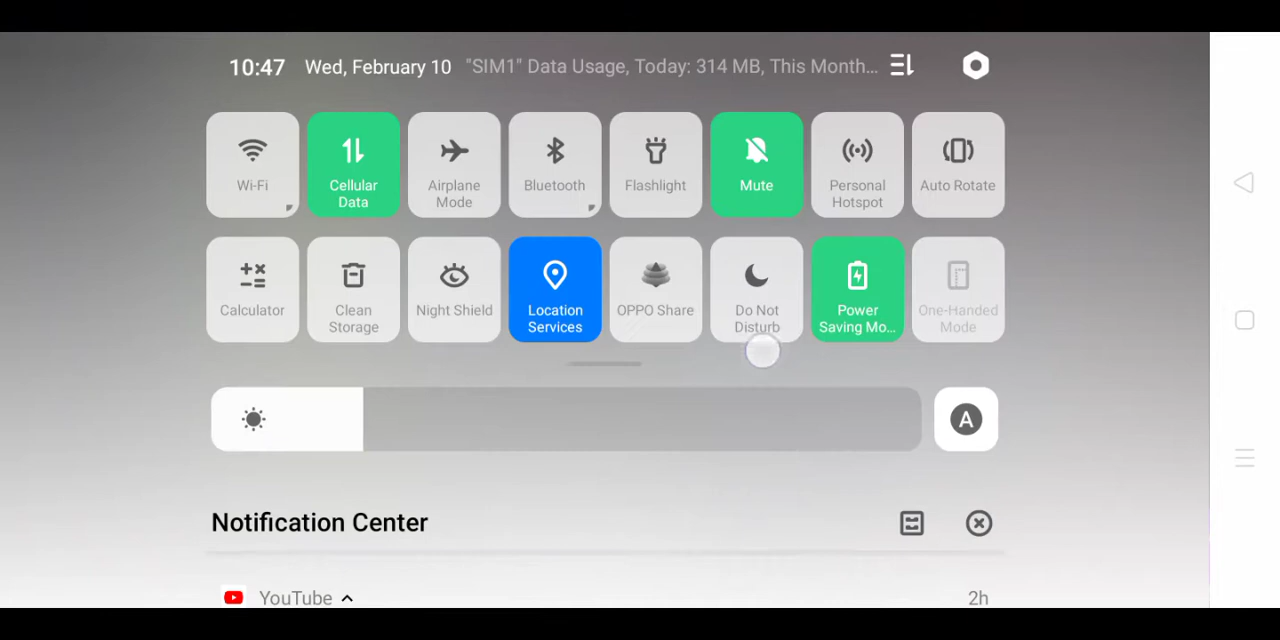 10:47 Wed, February 10 "SIM1" Data Usage, Today: 314 MB, This Month...
Wi-Fi
Cellular
Data
Airplane
Mode
Bluetooth
Flashlight
Mute
Personal
Hotspot
Auto Rotate
Calculator
Clean
Storage
Night Shield
Location
Services
OPPO Share
Do Not
Disturb
Power
Saving Mo...
One-Handed
Mode
A
Notification Center
YouTube 2h